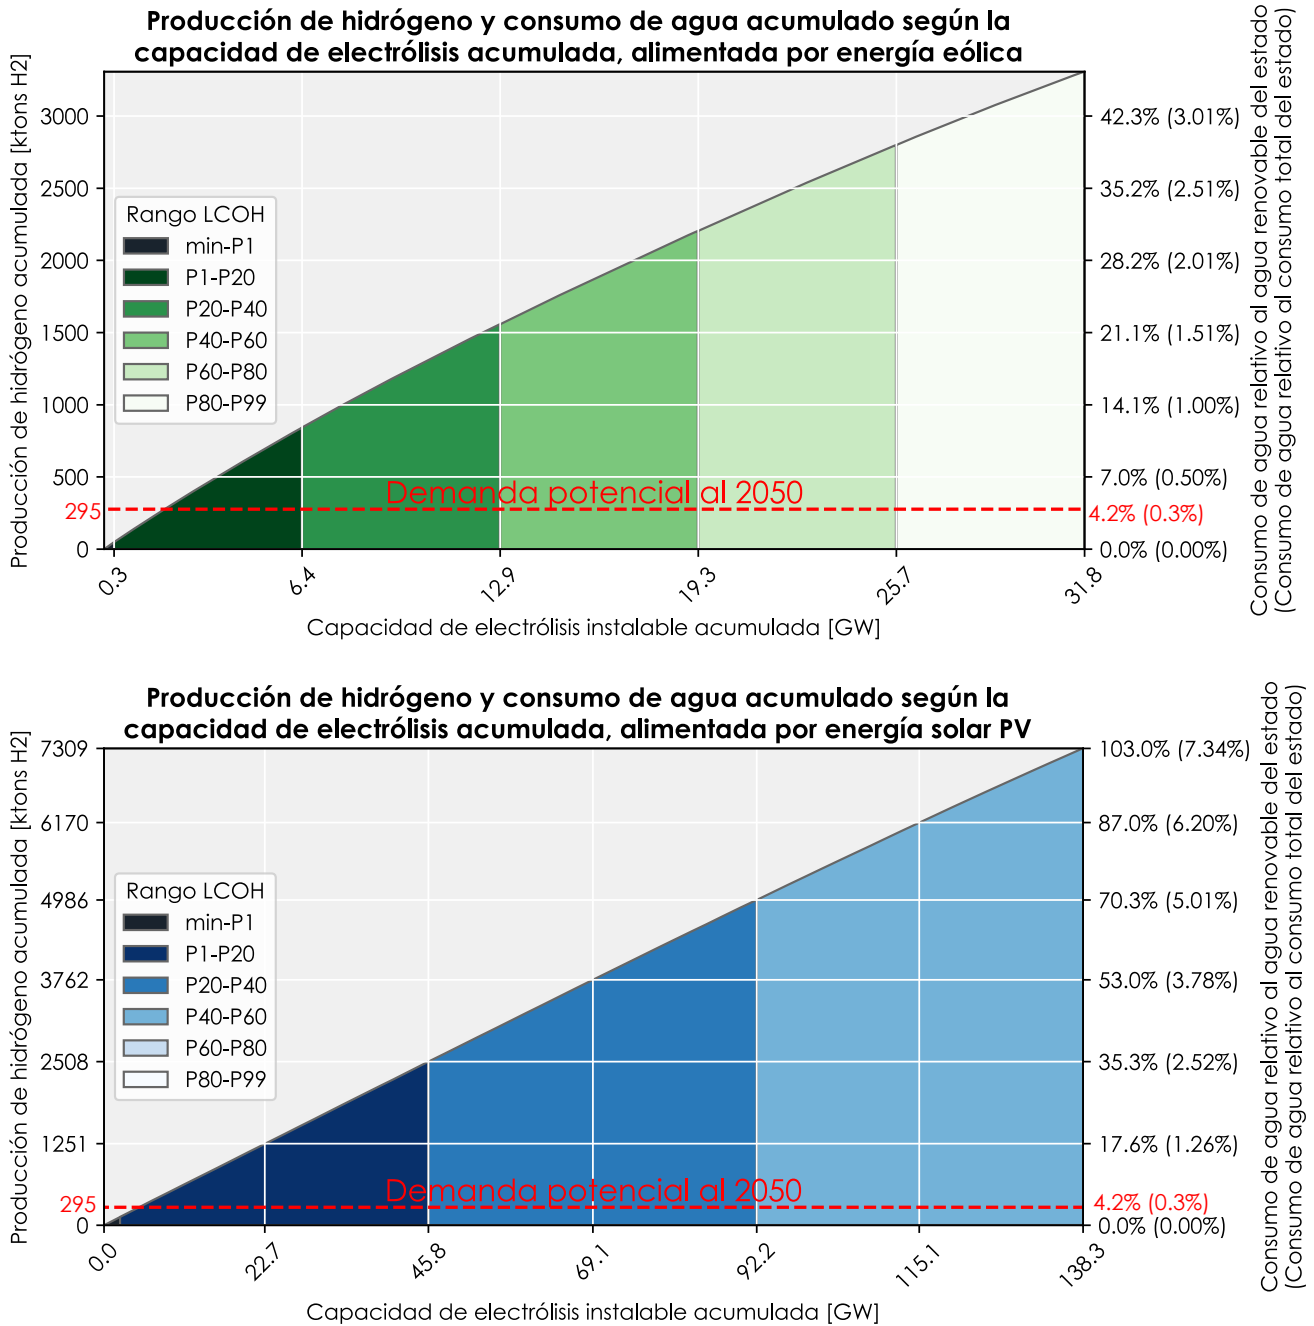 Producción de hidrógeno y consumo de agua acumulado según la
capacidad de electrólisis acumulada, alimentada por energía eólica
Producción de hidrógeno acumulada [ktons H2]
3000
2500
2000
1500
1000
500
295
0
Rango LCOH
min-P1
P1-P20
P20-P40
P40-P60
P60-P80
P80-P99
Demanda potencial al 2050
42.3% (3.01%)
35.2% (2.51%)
28.2% (2.01%)
21.1% (1.51%)
14.1% (1.00%)
7.0% (0.50%)
4.2% (0.3%)
0.0% (0.00%)
Consumo de agua relativo al agua renovable del estado
(Consumo de agua relativo al consumo total del estado)
0.3
6.4
12.9
19.3
25.7
31.8
Capacidad de electrólisis instalable acumulada [GW]
Producción de hidrógeno y consumo de agua acumulado según la
capacidad de electrólisis acumulada, alimentada por energía solar PV
Producción de hidrógeno acumulada [ktons H2]
7309
6170
4986
3762
2508
1251
295
0
Rango LCOH
min-P1
P1-P20
P20-P40
P40-P60
P60-P80
P80-P99
Demanda potencial al 2050
103.0% (7.34%)
87.0% (6.20%)
70.3% (5.01%)
53.0% (3.78%)
35.3% (2.52%)
17.6% (1.26%)
4.2% (0.3%)
0.0% (0.00%)
Consumo de agua relativo al agua renovable del estado
(Consumo de agua relativo al consumo total del estado)
0.0
22.7
45.8
69.1
92.2
115.1
138.3
Capacidad de electrólisis instalable acumulada [GW]